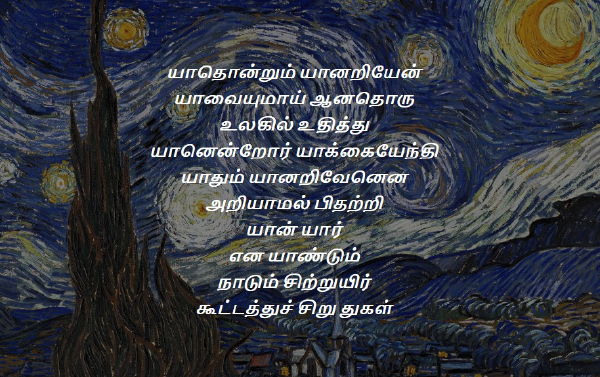 யாதொன்றும் யானறியேன்
யாவையுமாய் ஆனதொரு
உலகில் உதித்து
யானென்றோர் யாக்கையேந்தி
யாதும் யானறிவேனென
அறியாமல் பிதற்றி
யான் யார்
என யாண்டும்
நாடும் சிற்றுயிர்
கூட்டத்துச் சிறு துகள்